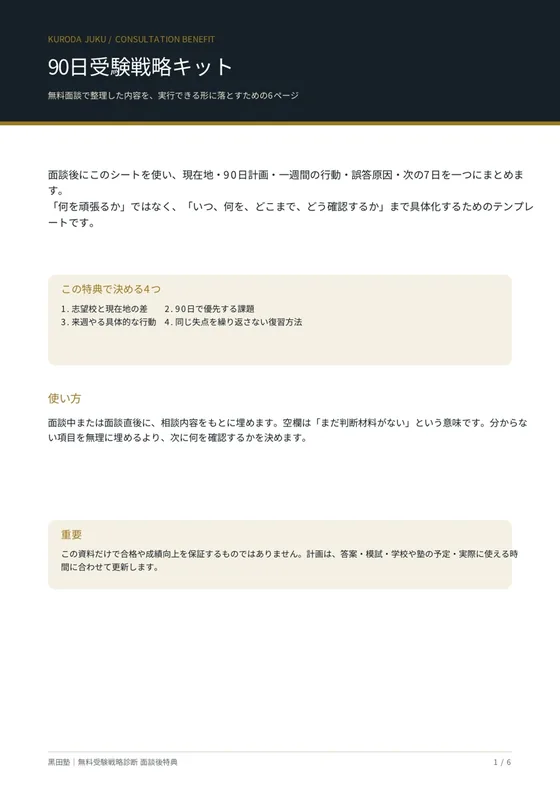 KURODA JUKU / CONSULTATION BENEFIT
90日受験戦略キット
無料面談で整理した内容を、実行できる形に落とすための6ページ
面談後にこのシートを使い、現在地・90日計画・一週間の行動・誤答原因・次の7日を一つにまとめま
す。
「何を頑張るか」ではなく、「いつ、何を、どこまで、どう確認するか」まで具体化するためのテンプレ
ートです。
この特典で決める4つ
1. 志望校と現在地の差　2. 90日で優先する課題
3. 来週やる具体的な行動　4. 同じ失点を繰り返さない復習方法
使い方
面談中または面談直後に、相談内容をもとに埋めます。空欄は「まだ判断材料がない」という意味です。分からな
い項目を無理に埋めるより、次に何を確認するかを決めます。
重要
この資料だけで合格や成績向上を保証するものではありません。計画は、答案・模試・学校や塾の予定・実際に使える時
間に合わせて更新します。
黒田塾｜無料受験戦略診断 面談後特典
1 / 6